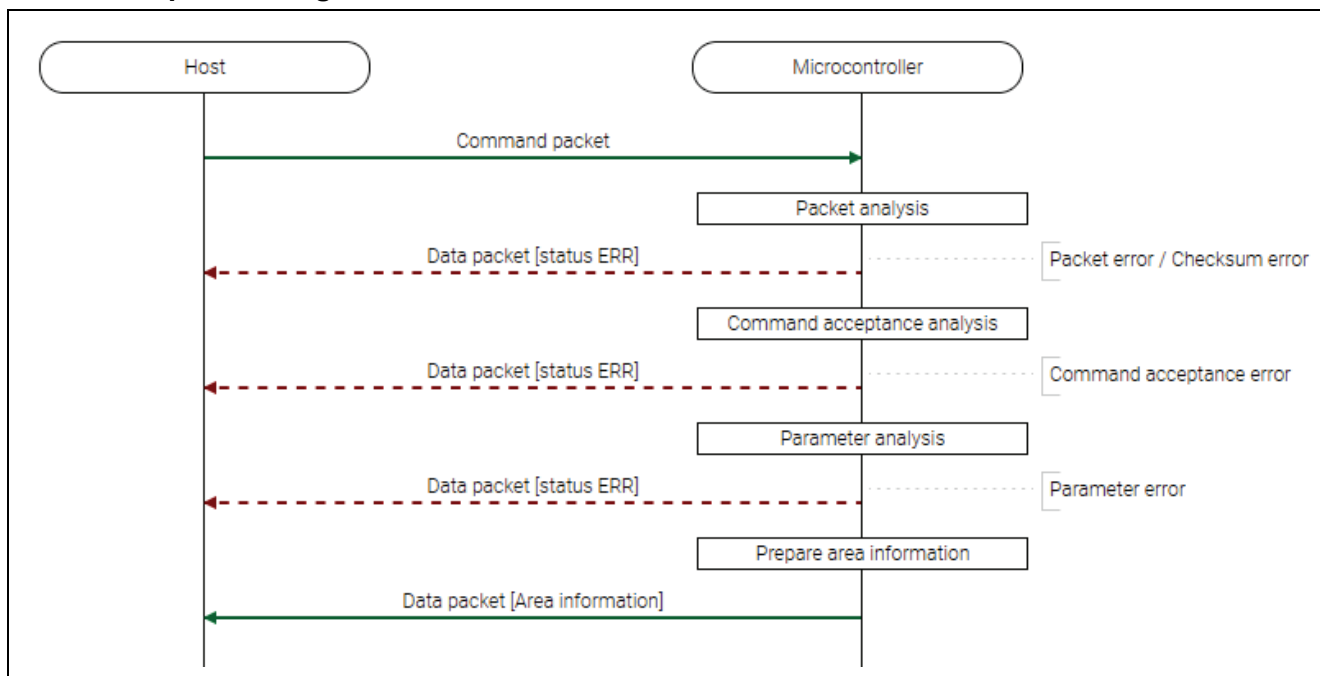 Host
Microcontroller
Command packet
Packet analysis
Data packet [status ERR]
Packet error / Checksum error
Command acceptance analysis
Data packet [status ERR]
Command acceptance error
Parameter analysis
Data packet [status ERR]
Parameter error
Prepare area information
Data packet [Area information]